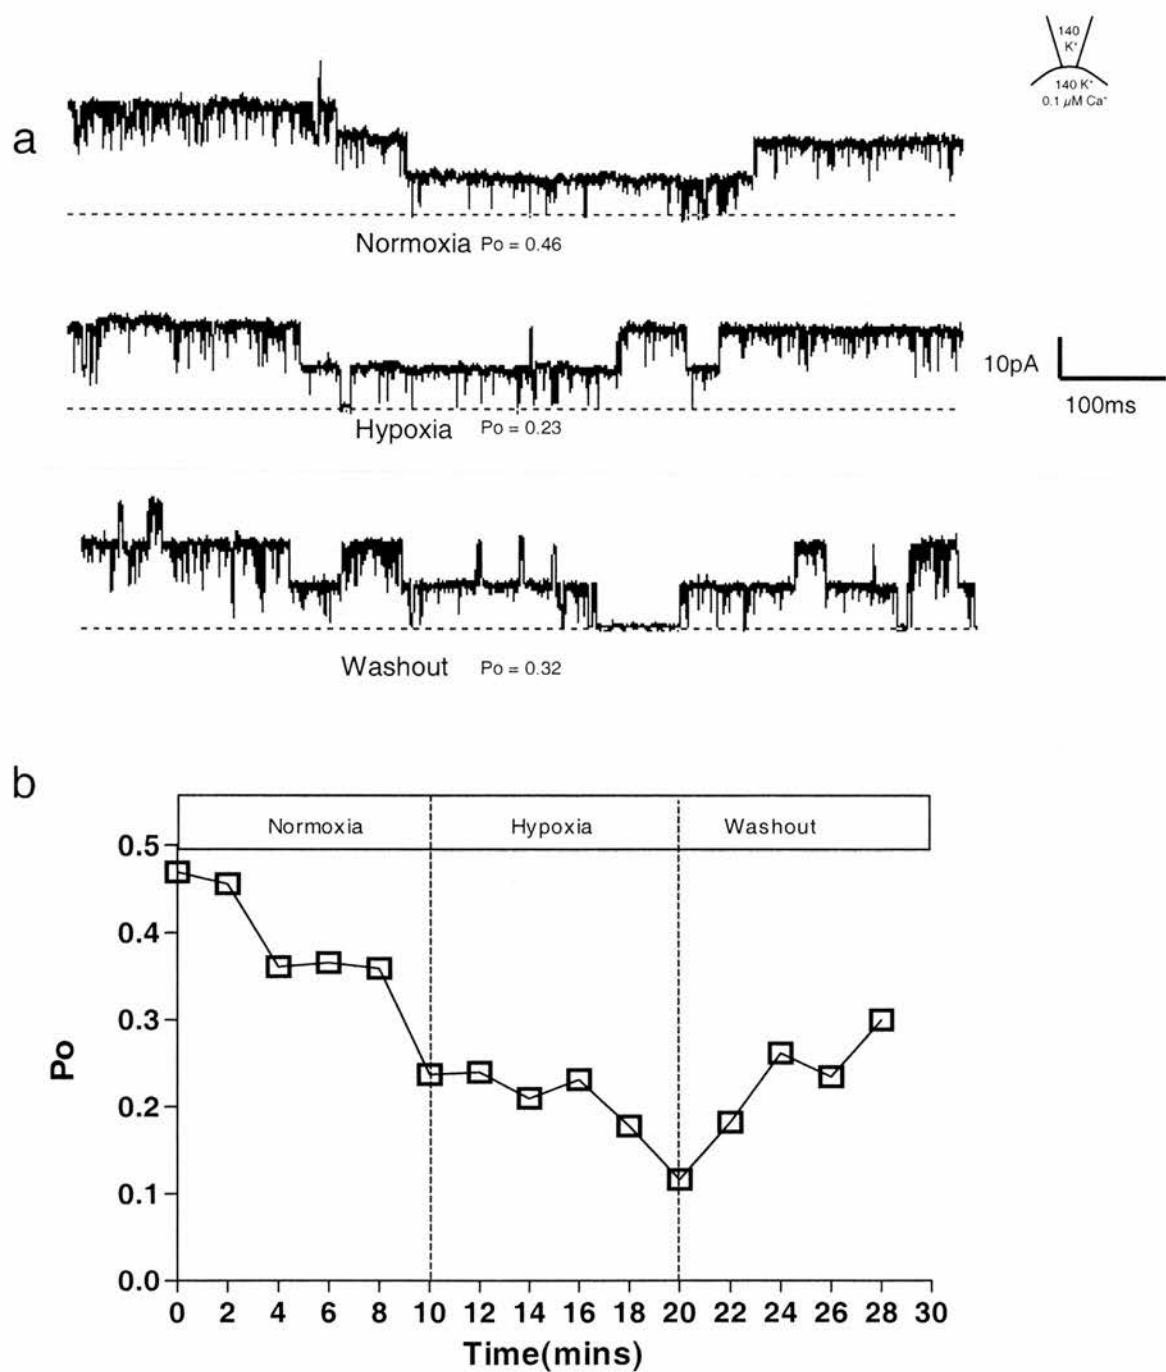 140
K⁺
140 K⁺
0.1 µM Ca⁺
a
Normoxia Po = 0.46
10pA
100ms
Hypoxia Po = 0.23
Washout Po = 0.32
b
Normoxia Hypoxia Washout
0.5
0.4
0.3
0.2
0.1
0.0
Po
0 2 4 6 8 10 12 14 16 18 20 22 24 26 28 30
Time(mins)